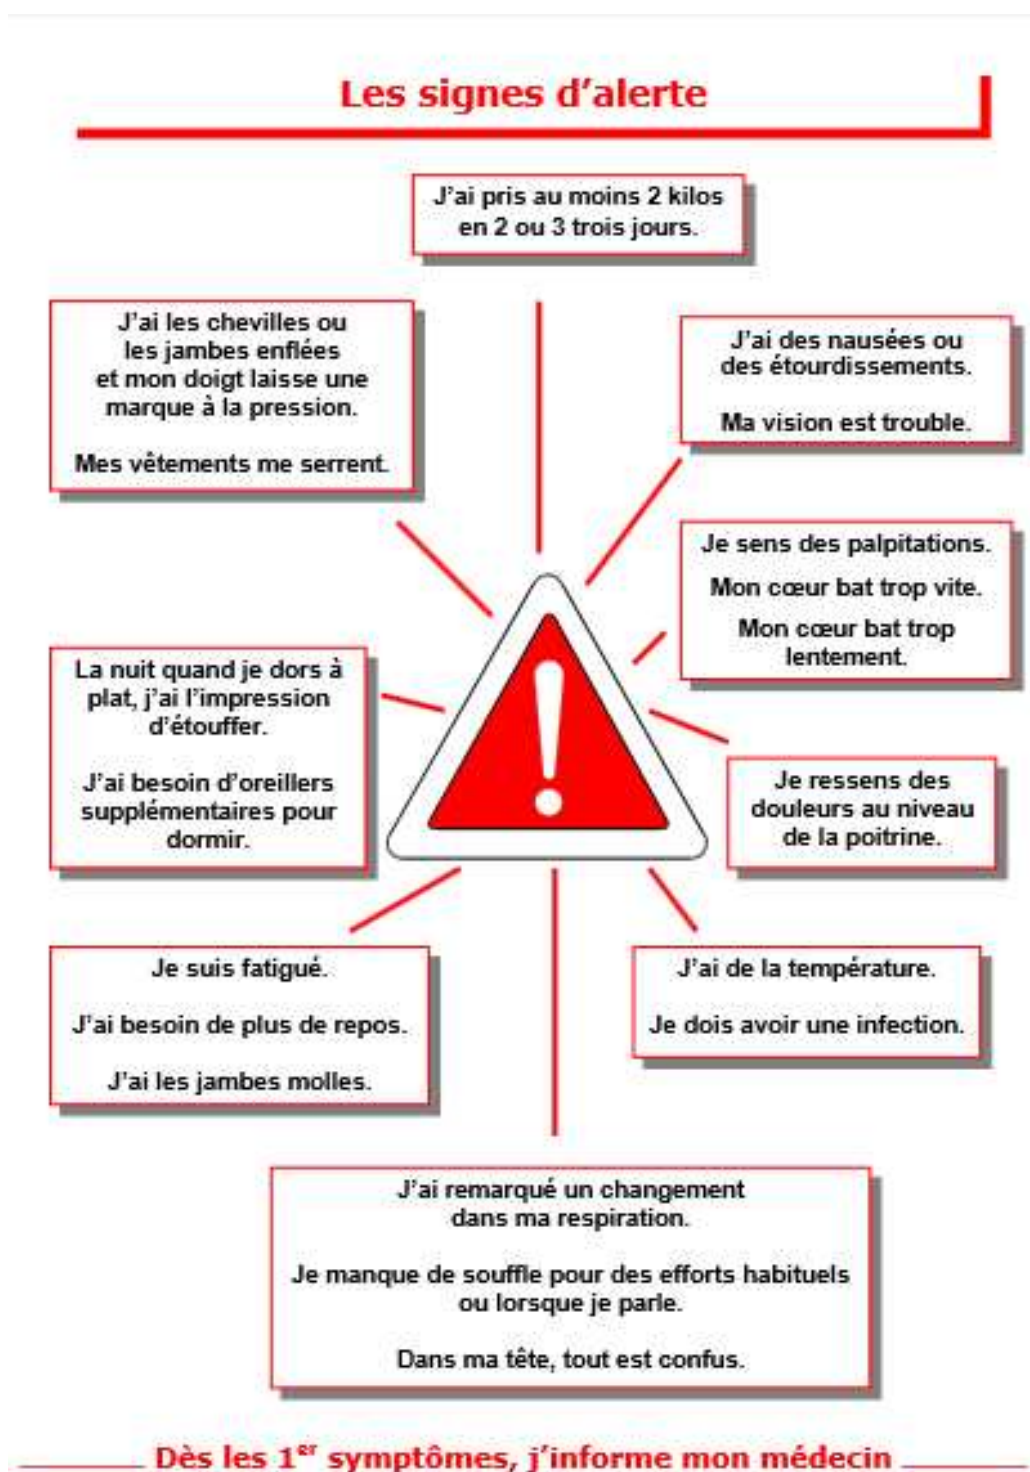 Les signes d'alerte
J'ai pris au moins 2 kilos
en 2 ou 3 trois jours.
J'ai les chevilles ou
les jambes enflées
et mon doigt laisse une
marque à la pression.
Mes vêtements me serrent.
J'ai des nausées ou
des étourdissements.
Ma vision est trouble.
Je sens des palpitations.
Mon cœur bat trop vite.
Mon cœur bat trop
lentement.
La nuit quand je dors à
plat, j'ai l'impression
d'étouffer.
J'ai besoin d'oreillers
supplémentaires pour
dormir.
Je ressens des
douleurs au niveau
de la poitrine.
Je suis fatigué.
J'ai besoin de plus de repos.
J'ai les jambes molles.
J'ai de la température.
Je dois avoir une infection.
J'ai remarqué un changement
dans ma respiration.
Je manque de souffle pour des efforts habituels
ou lorsque je parle.
Dans ma tête, tout est confus.
Dès les 1er symptômes, j'informe mon médecin